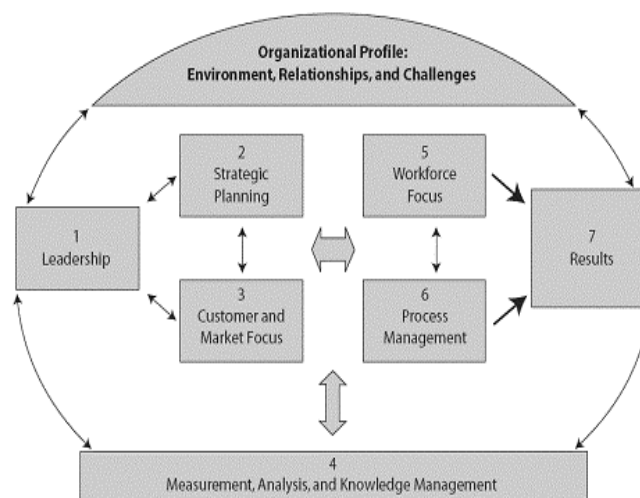 Organizational Profile:
Environment, Relationships, and Challenges
2
Strategic
Planning
5
Workforce
Focus
1
Leadership
7
Results
3
Customer and
Market Focus
6
Process
Management
4
Measurement, Analysis, and Knowledge Management